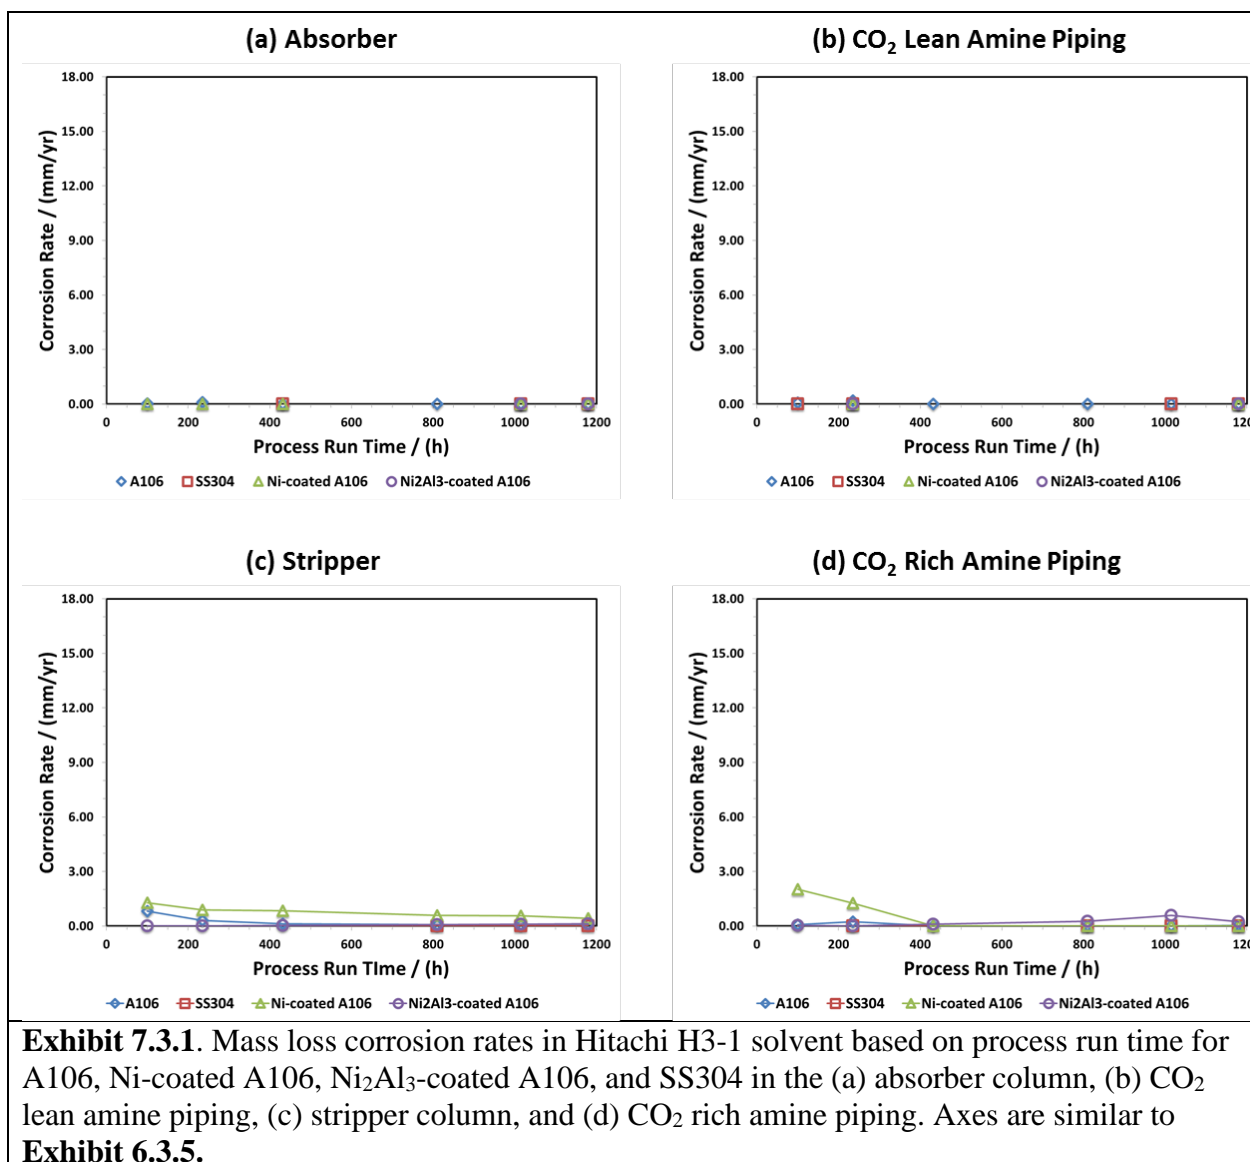 (a) Absorber
18.00
15.00
12.00
9.00
6.00
3.00
0.00
Corrosion Rate / (mm/yr)
0 200 400 600 800 1000 1200
Process Run Time / (h)
A106 SS304 Ni-coated A106 Ni2Al3-coated A106
(b) CO₂ Lean Amine Piping
18.00
15.00
12.00
9.00
6.00
3.00
0.00
Corrosion Rate / (mm/yr)
0 200 400 600 800 1000 120
Process Run Time / (h)
A106 SS304 Ni-coated A106 Ni2Al3-coated A106
(c) Stripper
18.00
15.00
12.00
9.00
6.00
3.00
0.00
Corrosion Rate / (mm/yr)
0 200 400 600 800 1000 1200
Process Run TIme / (h)
A106 SS304 Ni-coated A106 Ni2Al3-coated A106
(d) CO₂ Rich Amine Piping
18.00
15.00
12.00
9.00
6.00
3.00
0.00
Corrosion Rate / (mm/yr)
0 200 400 600 800 1000 120
Process Run Time / (h)
A106 SS304 Ni-coated A106 Ni2Al3-coated A106
Exhibit 7.3.1. Mass loss corrosion rates in Hitachi H3-1 solvent based on process run time for
A106, Ni-coated A106, Ni₂Al₃-coated A106, and SS304 in the (a) absorber column, (b) CO₂
lean amine piping, (c) stripper column, and (d) CO₂ rich amine piping. Axes are similar to
Exhibit 6.3.5.